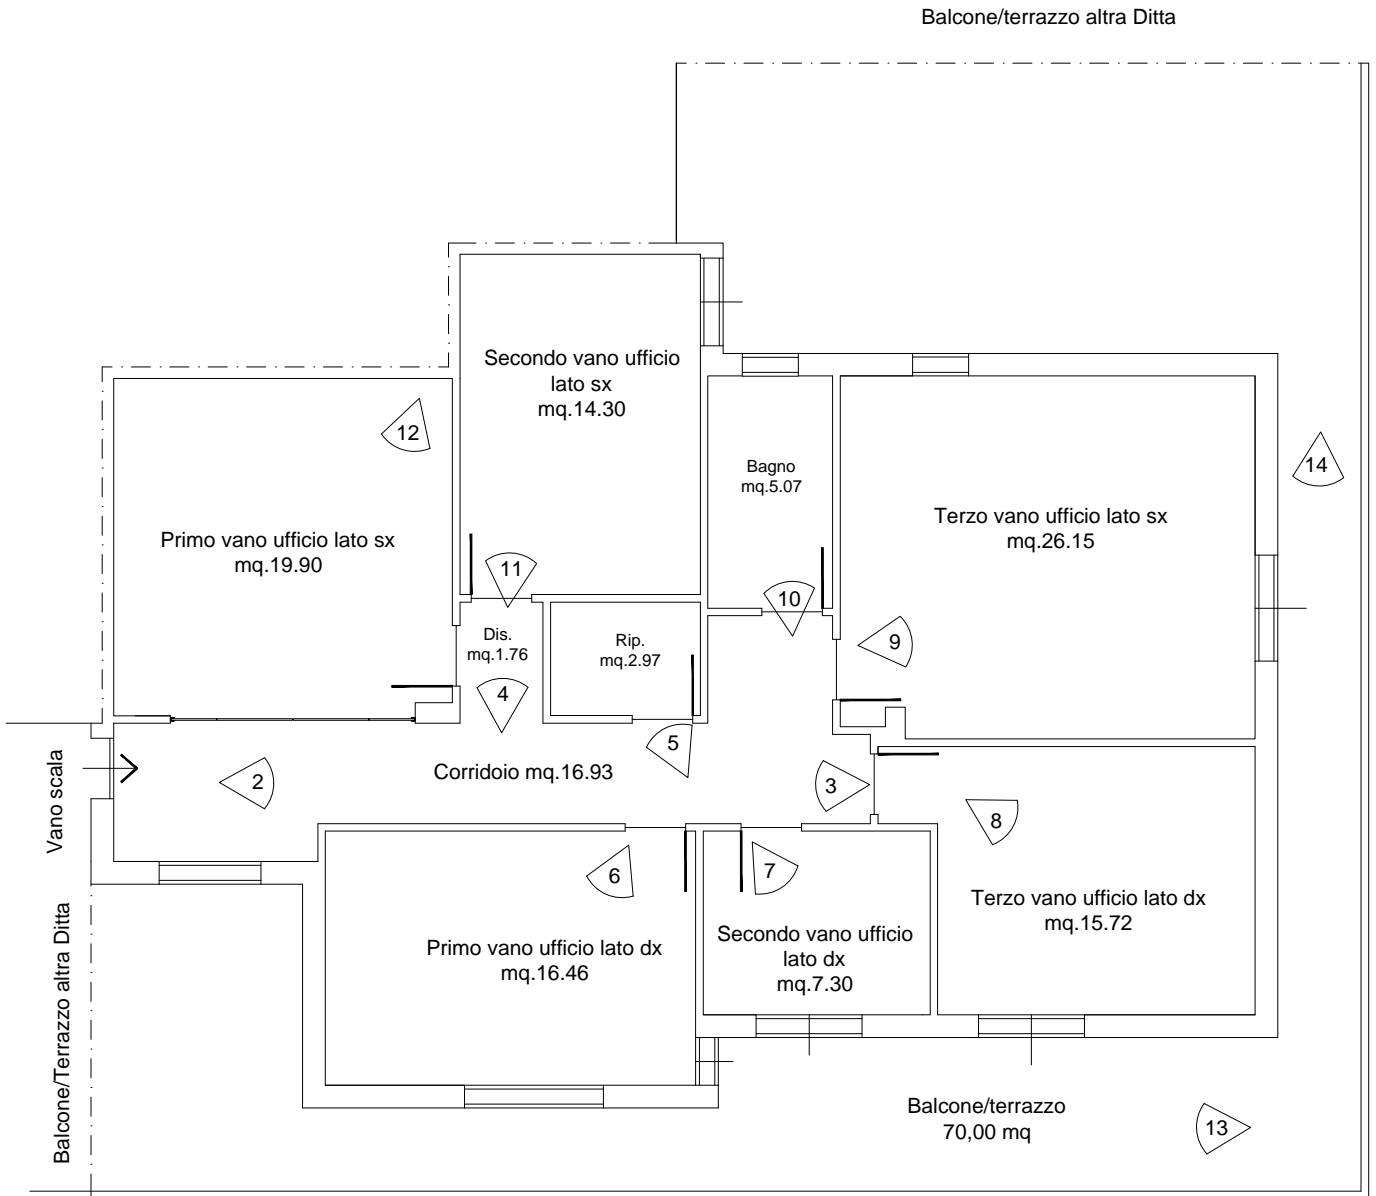 Balcone/terrazzo altra Ditta
Secondo vano ufficio
lato sx
mq.14.30
12
Bagno
mq.5.07
14
Terzo vano ufficio lato sx
mq.26.15
Primo vano ufficio lato sx
mq.19.90
11
10
Dis.
mq.1.76
Rip.
mq.2.97
9
4
5
Vano scala
2
Corridoio mq.16.93
3
8
6
7
Terzo vano ufficio lato dx
mq.15.72
Secondo vano ufficio
lato dx
mq.7.30
Primo vano ufficio lato dx
mq.16.46
Balcone/Terrazzo altra Ditta
Balcone/terrazzo
70,00 mq
13